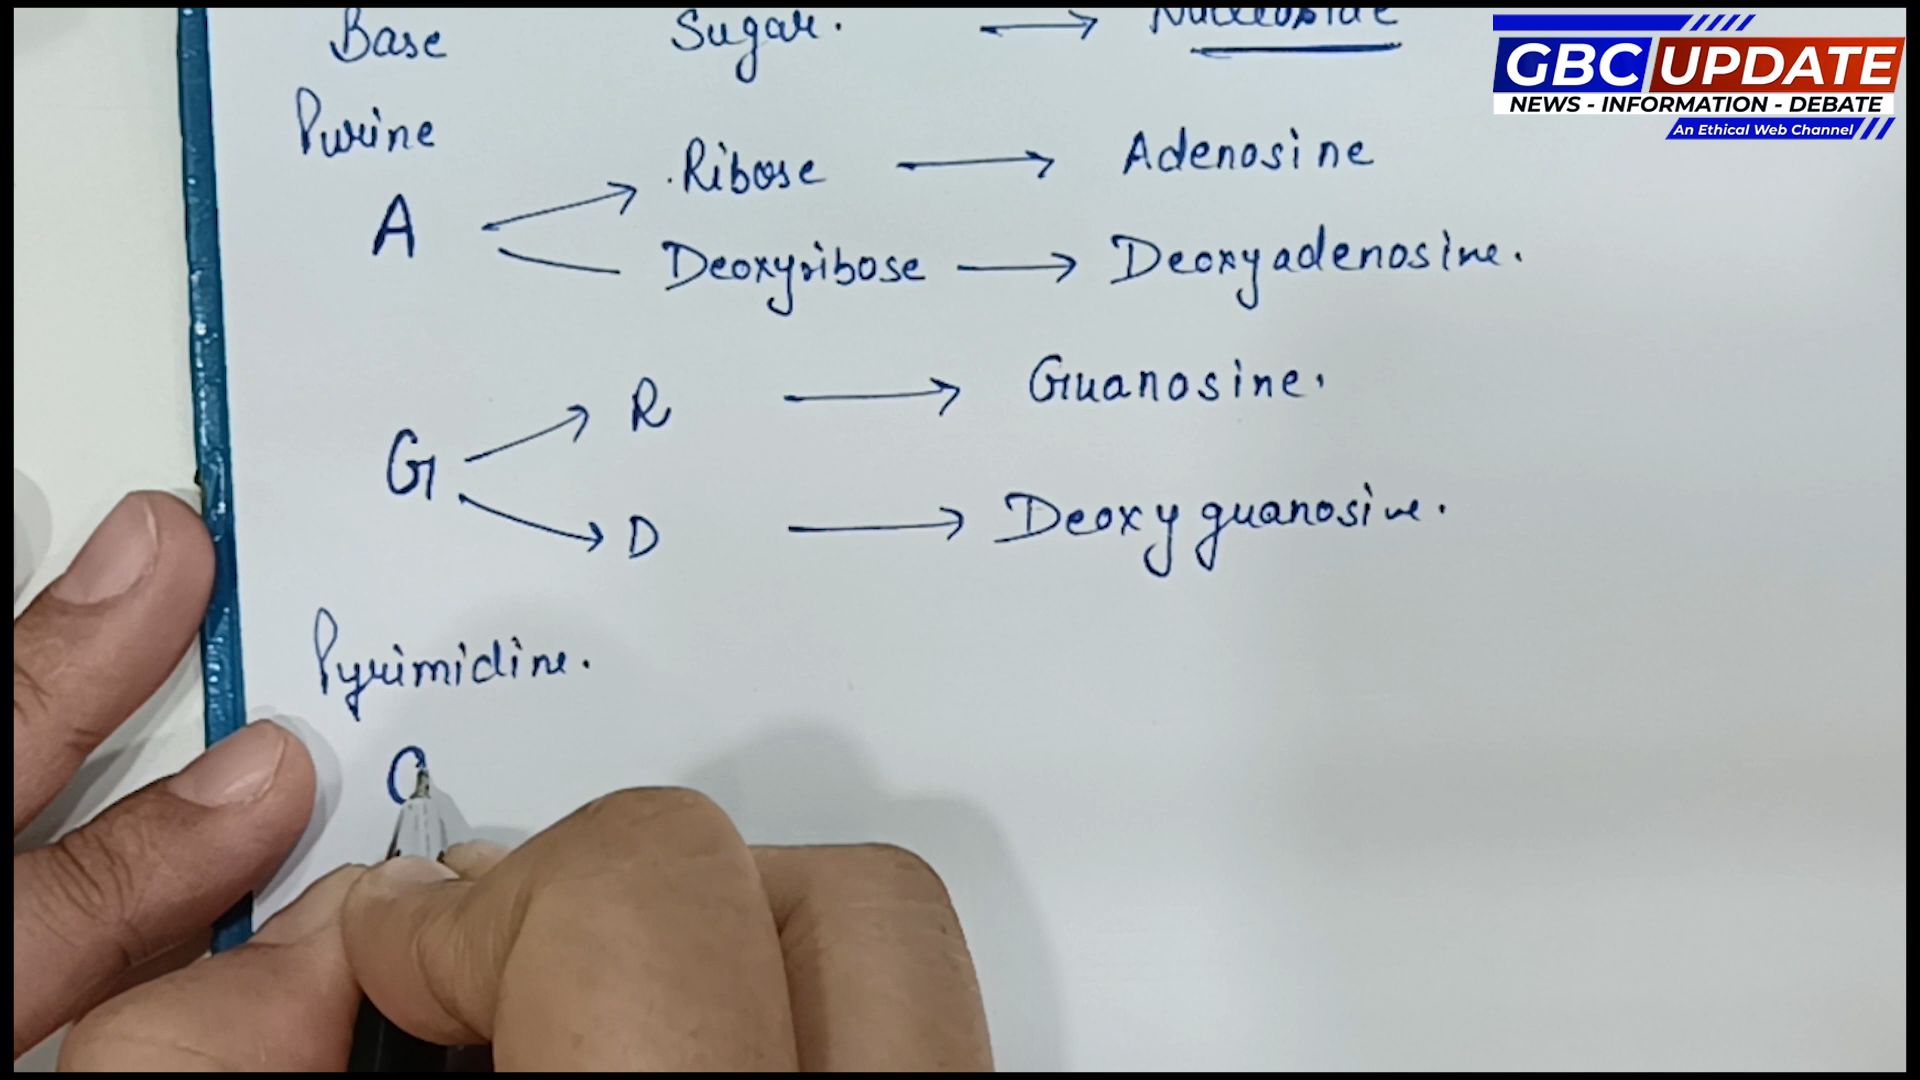 Base Sugar. → Nucleoside
Purine
A Ribose → Adenosine
Deoxyribose → Deoxyadenosine.
G R → Guanosine.
D → Deoxyguanosine.
Pyrimidine.
C
GBC UPDATE
NEWS - INFORMATION - DEBATE
An Ethical Web Channel